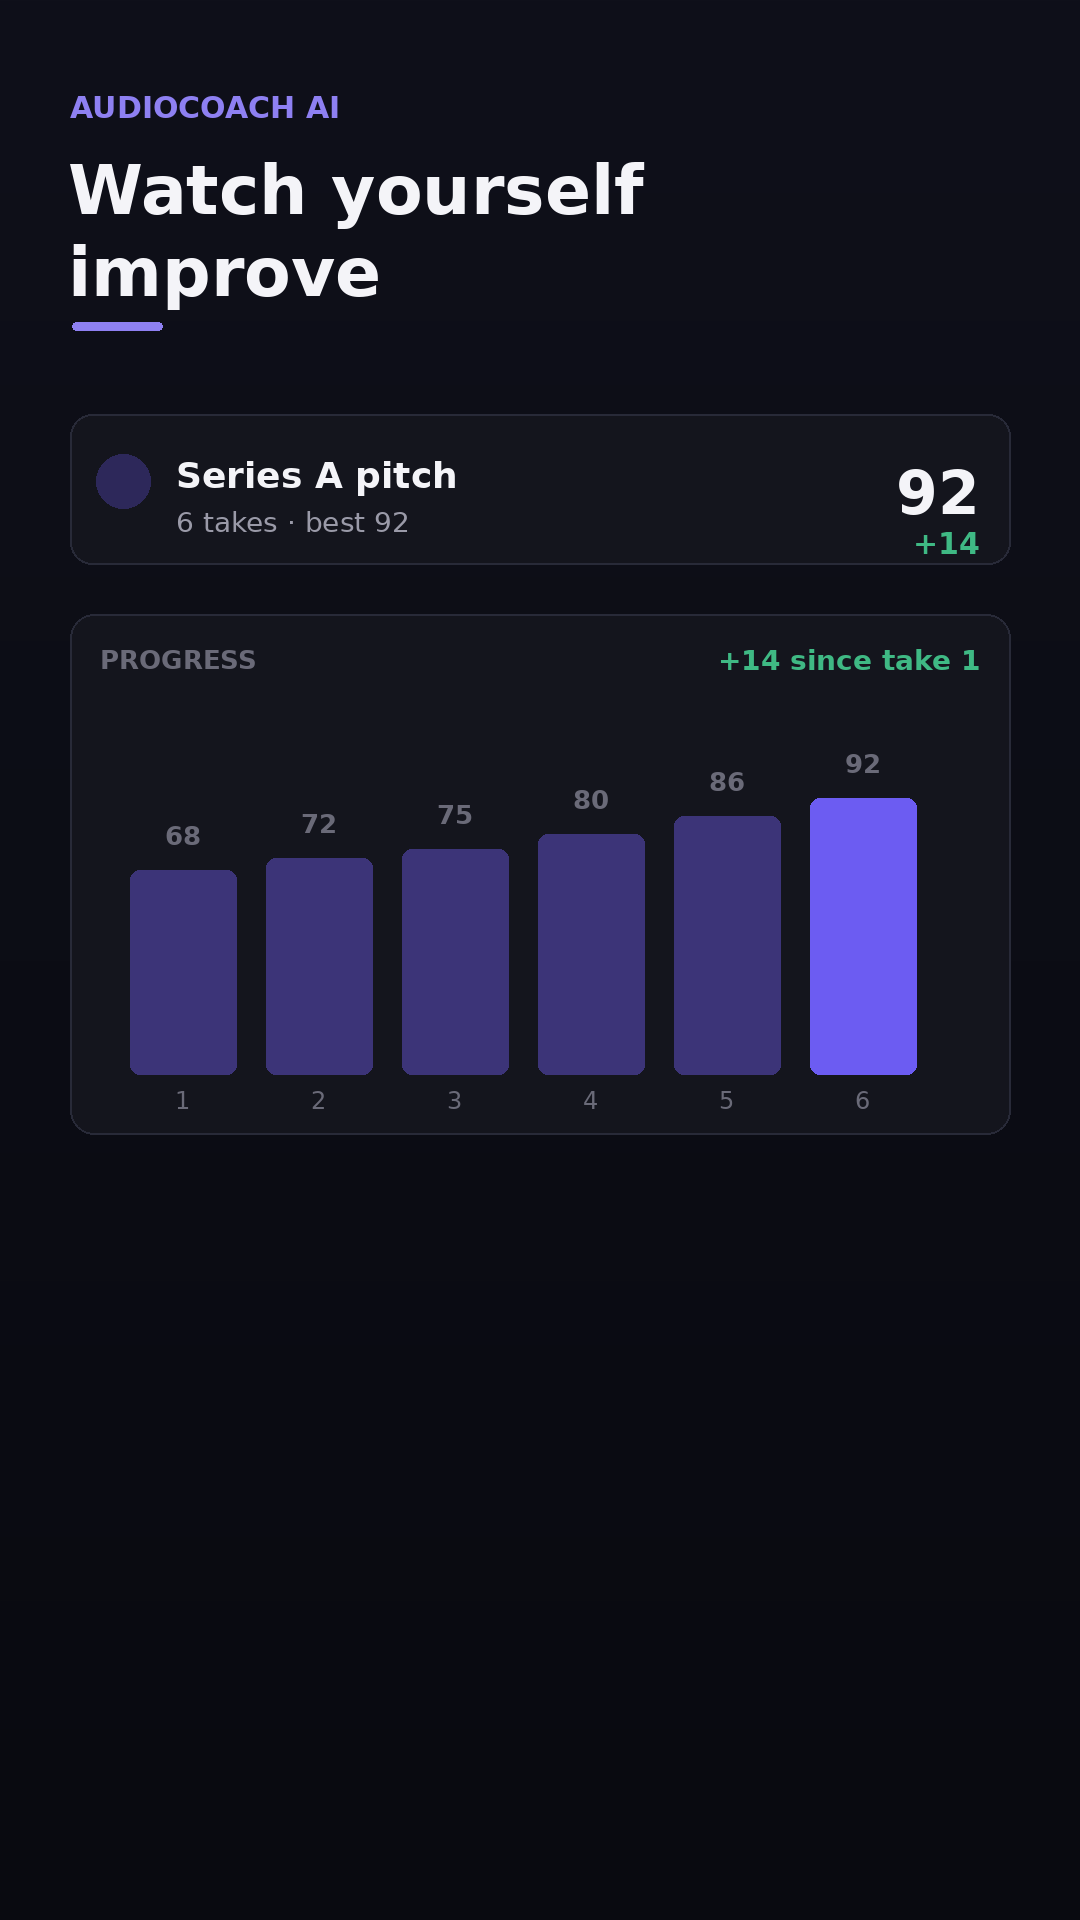 AUDIOCOACH AI
Watch yourself
improve
Series A pitch
6 takes · best 92
92
+14
PROGRESS
+14 since take 1
68
72
75
80
86
92
1
2
3
4
5
6